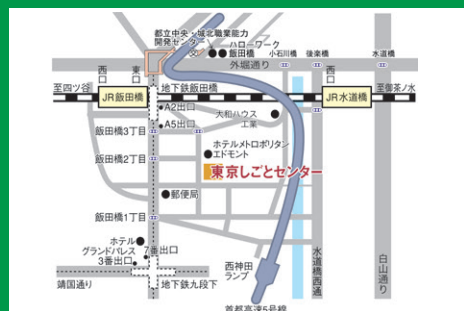 都立中央・城北職業能力
開発センター
ハローワーク
飯田橋
小石川橋
後楽橋
水道橋
外堀通り
西口
東口
西口
至四ツ谷
JR飯田橋
地下鉄飯田橋
JR水道橋
至御茶ノ水
A2出口
大和ハウス
工業
A5出口
飯田橋3丁目
ホテルメトロポリタン
エドモント
飯田橋2丁目
東京しごとセンター
郵便局
飯田橋1丁目
ホテル
グランドパレス
7番出口
3番出口
西神田
ランプ
水道橋西通
白山通り
靖国通り
地下鉄九段下
首都高速5号線